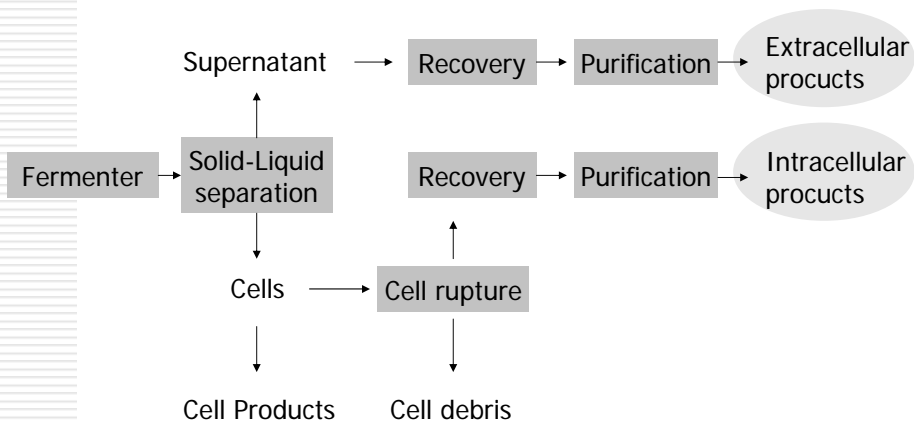 Supernatant
Recovery
Purification
Extracellular
procucts
Fermenter
Solid-Liquid
separation
Recovery
Purification
Intracellular
procucts
Cells
Cell rupture
Cell Products
Cell debris